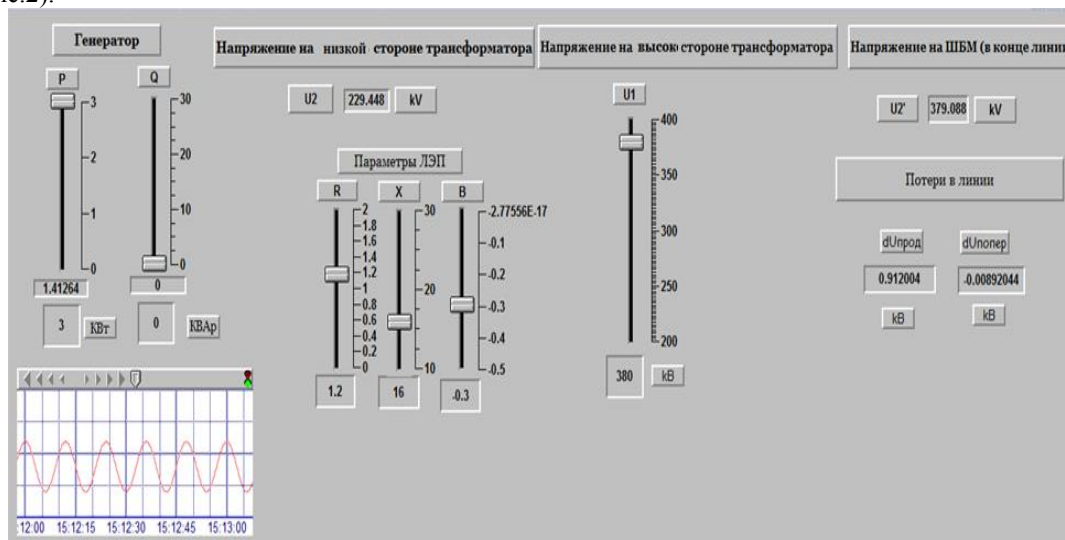 Генератор
P
Q
3
2
1
0
30
20
10
0
1.41264
0
3
КВт
0
КВАр
:12:00 15:12:15 15:12:30 15:12:45 15:13:00
Напряжение на низкой стороне трансформатора
U2 229.448 kV
Параметры ЛЭП
R
X
B
2
1.8
1.6
1.4
1.2
1
0.8
0.6
0.4
0.2
0
30
20
10
-2.77556E-17
-0.1
-0.2
-0.3
-0.4
-0.5
1.2
16
-0.3
Напряжение на высокo стороне трансформатора
U1
400
350
300
250
200
380 kB
Напряжение на ШБМ (в конце линии
U2' 379.088 kV
Потери в линии
dUпрод dUпопер
0.912004 -0.00892044
kB kB